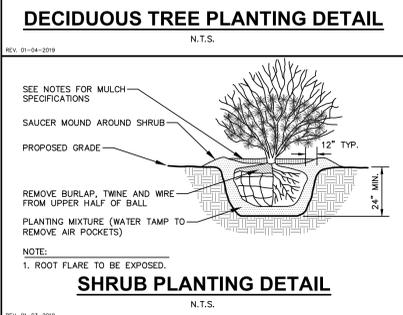 DECIDUOUS TREE PLANTING DETAIL
N.T.S.
REV. 01-04-2019
SEE NOTES FOR MULCH
SPECIFICATIONS
SAUCER MOUND AROUND SHRUB
PROPOSED GRADE
12" TYP.
24" MIN.
REMOVE BURLAP, TWINE AND WIRE
FROM UPPER HALF OF BALL
PLANTING MIXTURE (WATER TAMP TO
REMOVE AIR POCKETS)
NOTE:
1. ROOT FLARE TO BE EXPOSED.
SHRUB PLANTING DETAIL
N.T.S.